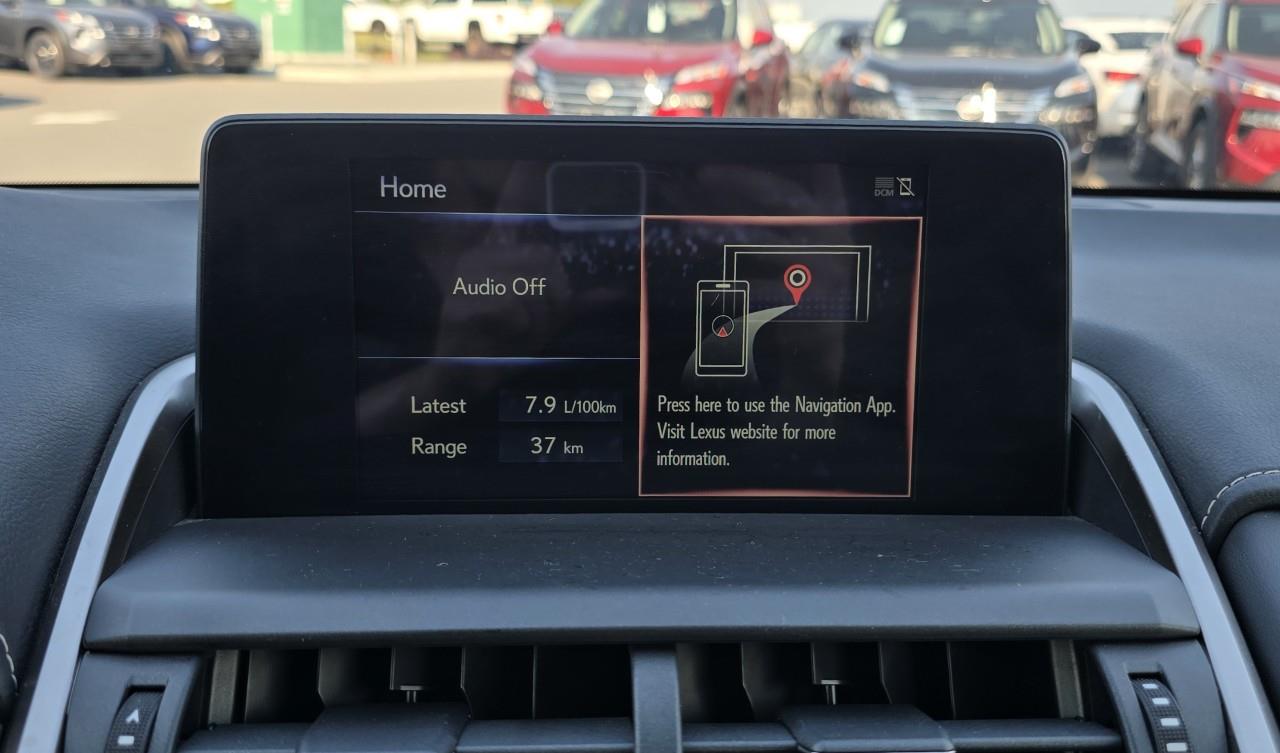 Home
DCM
Audio Off
Latest 7.9 L/100km
Range 37 km
Press here to use the Navigation App.
Visit Lexus website for more
information.